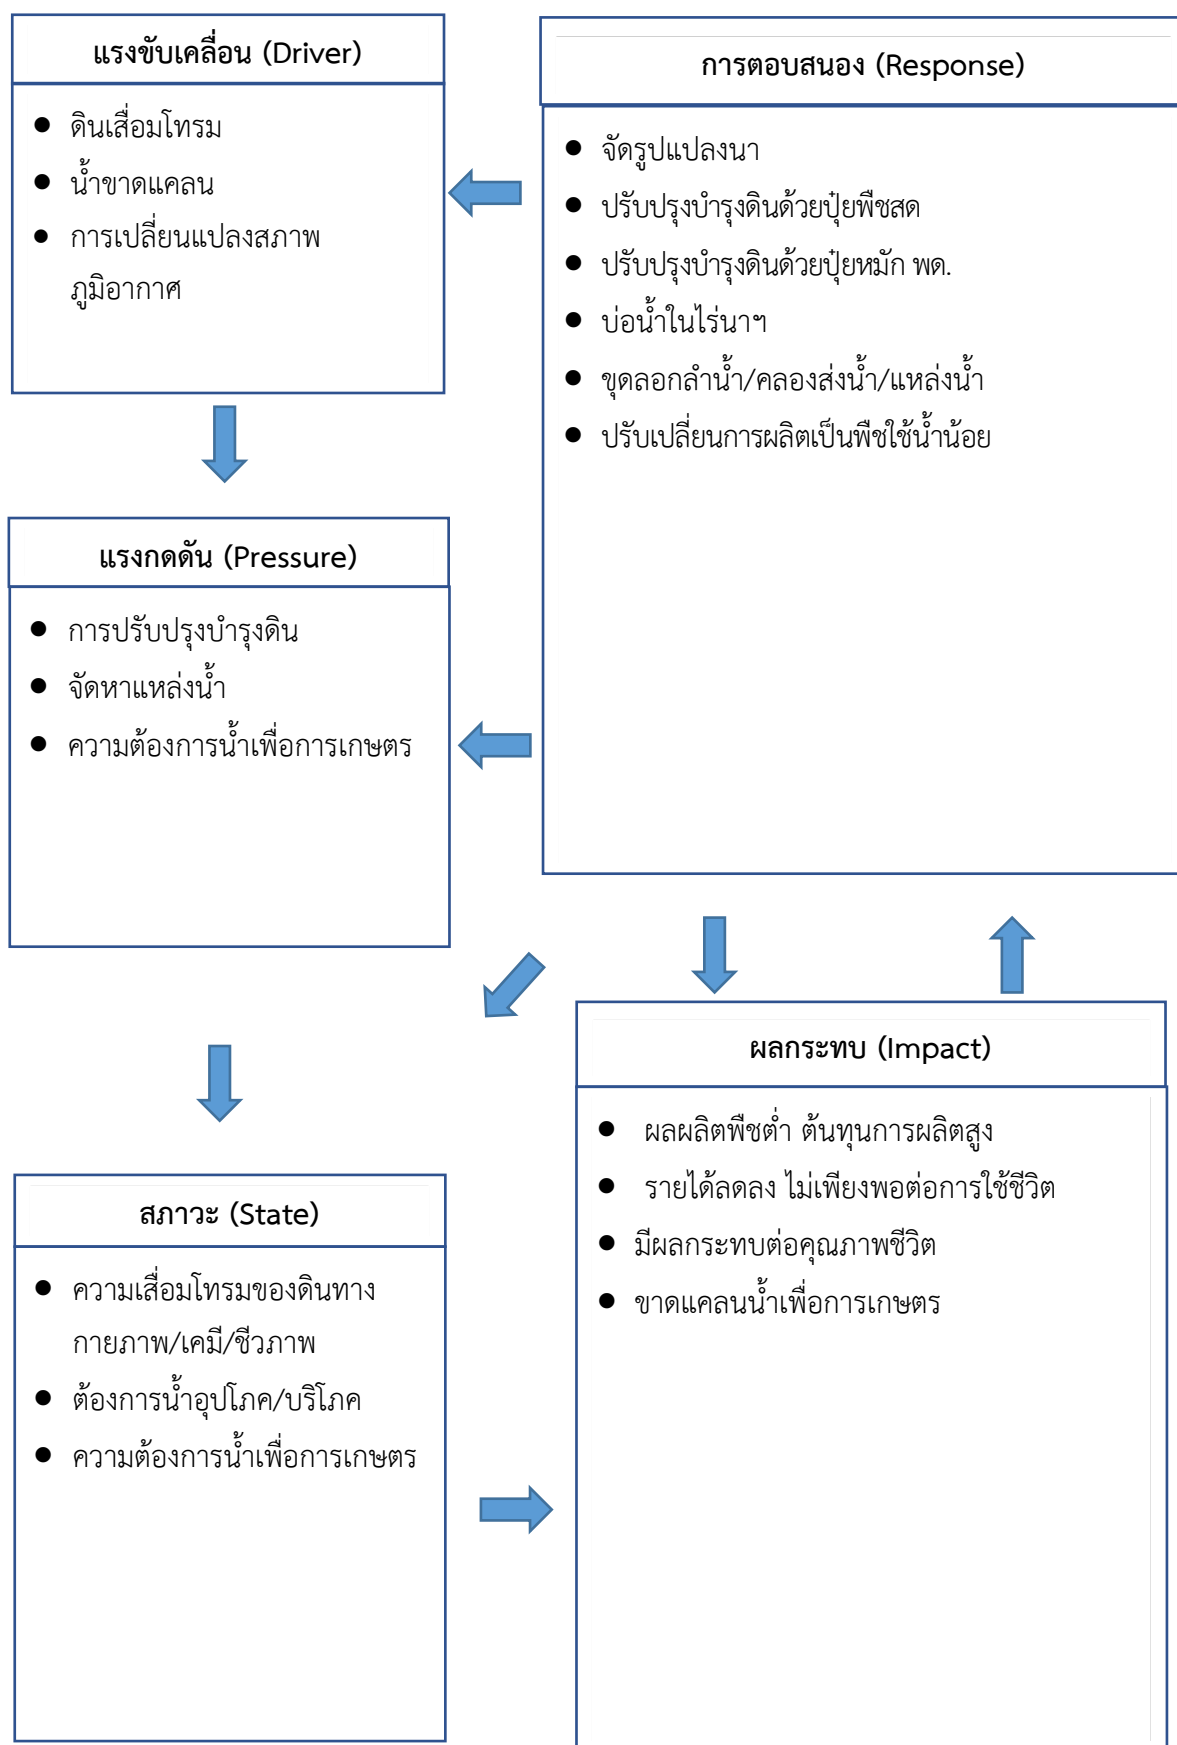 แรงขับเคลื่อน (Driver)
● ดินเสื่อมโทรม
● น้ำขาดแคลน
● การเปลี่ยนแปลงสภาพ
ภูมิอากาศ
การตอบสนอง (Response)
● จัดรูปแปลงนา
● ปรับปรุงบำรุงดินด้วยปุ๋ยพืชสด
● ปรับปรุงบำรุงดินด้วยปุ๋ยหมัก พด.
● บ่อน้ำในไร่นาฯ
● ขุดลอกลำน้ำ/คลองส่งน้ำ/แหล่งน้ำ
● ปรับเปลี่ยนการผลิตเป็นพืชใช้น้ำน้อย
แรงกดดัน (Pressure)
● การปรับปรุงบำรุงดิน
● จัดหาแหล่งน้ำ
● ความต้องการน้ำเพื่อการเกษตร
สภาวะ (State)
● ความเสื่อมโทรมของดินทาง
กายภาพ/เคมี/ชีวภาพ
● ต้องการน้ำอุปโภค/บริโภค
● ความต้องการน้ำเพื่อการเกษตร
ผลกระทบ (Impact)
● ผลผลิตพืชต่ำ ต้นทุนการผลิตสูง
● รายได้ลดลง ไม่เพียงพอต่อการใช้ชีวิต
● มีผลกระทบต่อคุณภาพชีวิต
● ขาดแคลนน้ำเพื่อการเกษตร